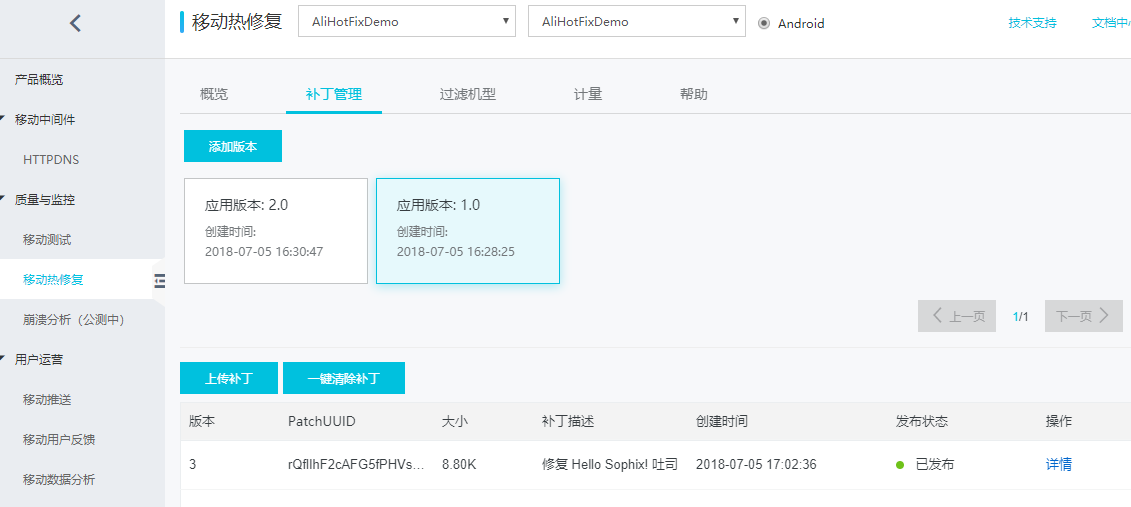 移动热修复
AliHotFixDemo
AliHotFixDemo
Android
技术支持
产品概览
移动中间件
HTTPDNS
质量与监控
移动测试
移动热修复
崩溃分析（公测中）
用户运营
移动推送
移动用户反馈
移动数据分析
概览
补丁管理
过滤机型
计量
帮助
添加版本
应用版本: 2.0
创建时间:
2018-07-05 16:30:47
应用版本: 1.0
创建时间:
2018-07-05 16:28:25
上一页
1/1
下一页
上传补丁
一键清除补丁
版本 PatchUUID 大小 补丁描述 创建时间 发布状态 操作
3 8.80K 修复 Hello Sophix! 吐司 2018-07-05 17:02:36 已发布 详情